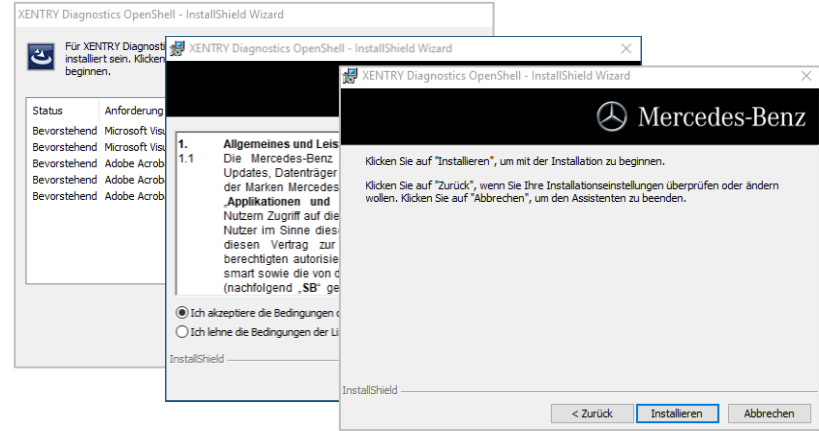 XENTRY Diagnostics OpenShell - InstallShield Wizard
Für XENTRY Diagnosti
installiert sein. Klicken
beginnen.
Status Anforderung
Bevorstehend Microsoft Visu
Bevorstehend Microsoft Visu
Bevorstehend Adobe Acrob
Bevorstehend Adobe Acrob
Bevorstehend Adobe Acrob
XENTRY Diagnostics OpenShell - InstallShield Wizard
1. Allgemeines und Leis
1.1 Die Mercedes-Benz
Updates, Datenträger
der Marken Mercedes
„Applikationen und
Nutzern Zugriff auf die
Nutzer im Sinne dies
diesen Vertrag zur
berechtigten autorisie
smart sowie die von d
(nachfolgend „SB“ ge
Ich akzeptiere die Bedingungen d
Ich lehne die Bedingungen der Li
InstallShield
XENTRY Diagnostics OpenShell - InstallShield Wizard
Mercedes-Benz
Klicken Sie auf "Installieren", um mit der Installation zu beginnen.
Klicken Sie auf "Zurück", wenn Sie Ihre Installationseinstellungen überprüfen oder ändern
wollen. Klicken Sie auf "Abbrechen", um den Assistenten zu beenden.
InstallShield
< Zurück Installieren Abbrechen